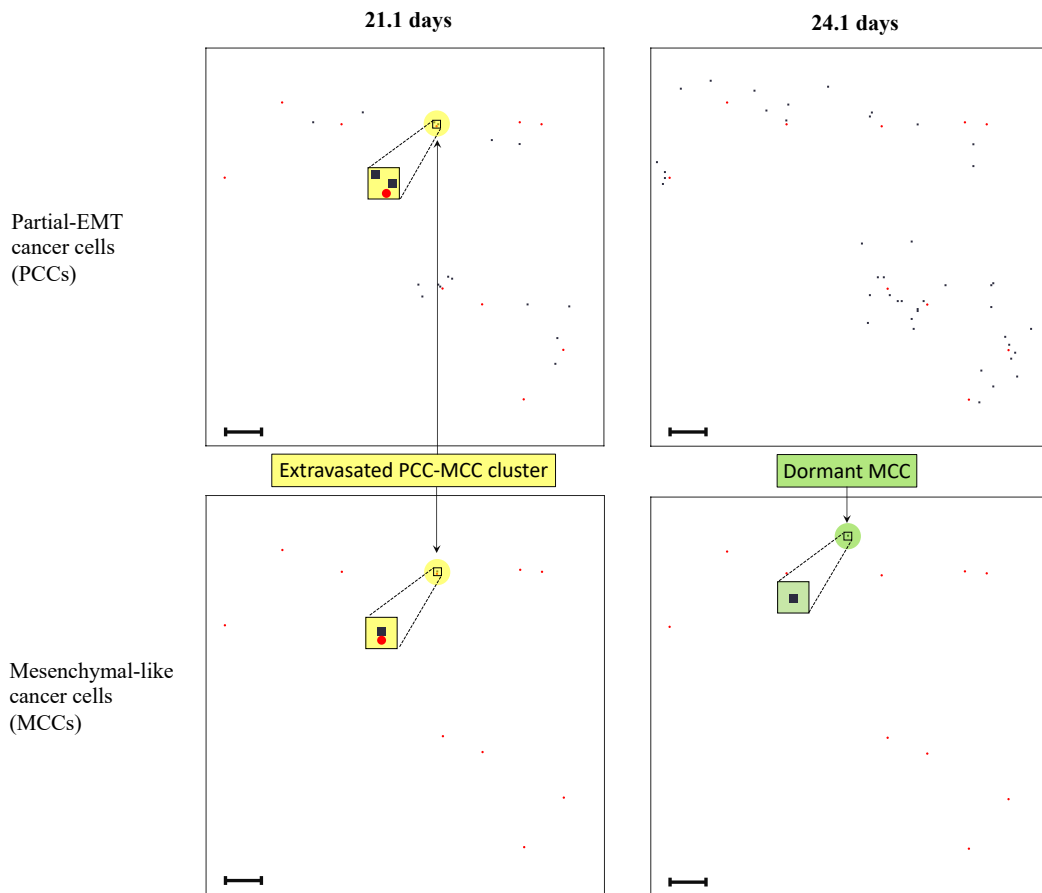 21.1 days
24.1 days
Partial-EMT
cancer cells
(PCCs)
Extravasated PCC-MCC cluster
Dormant MCC
Mesenchymal-like
cancer cells
(MCCs)